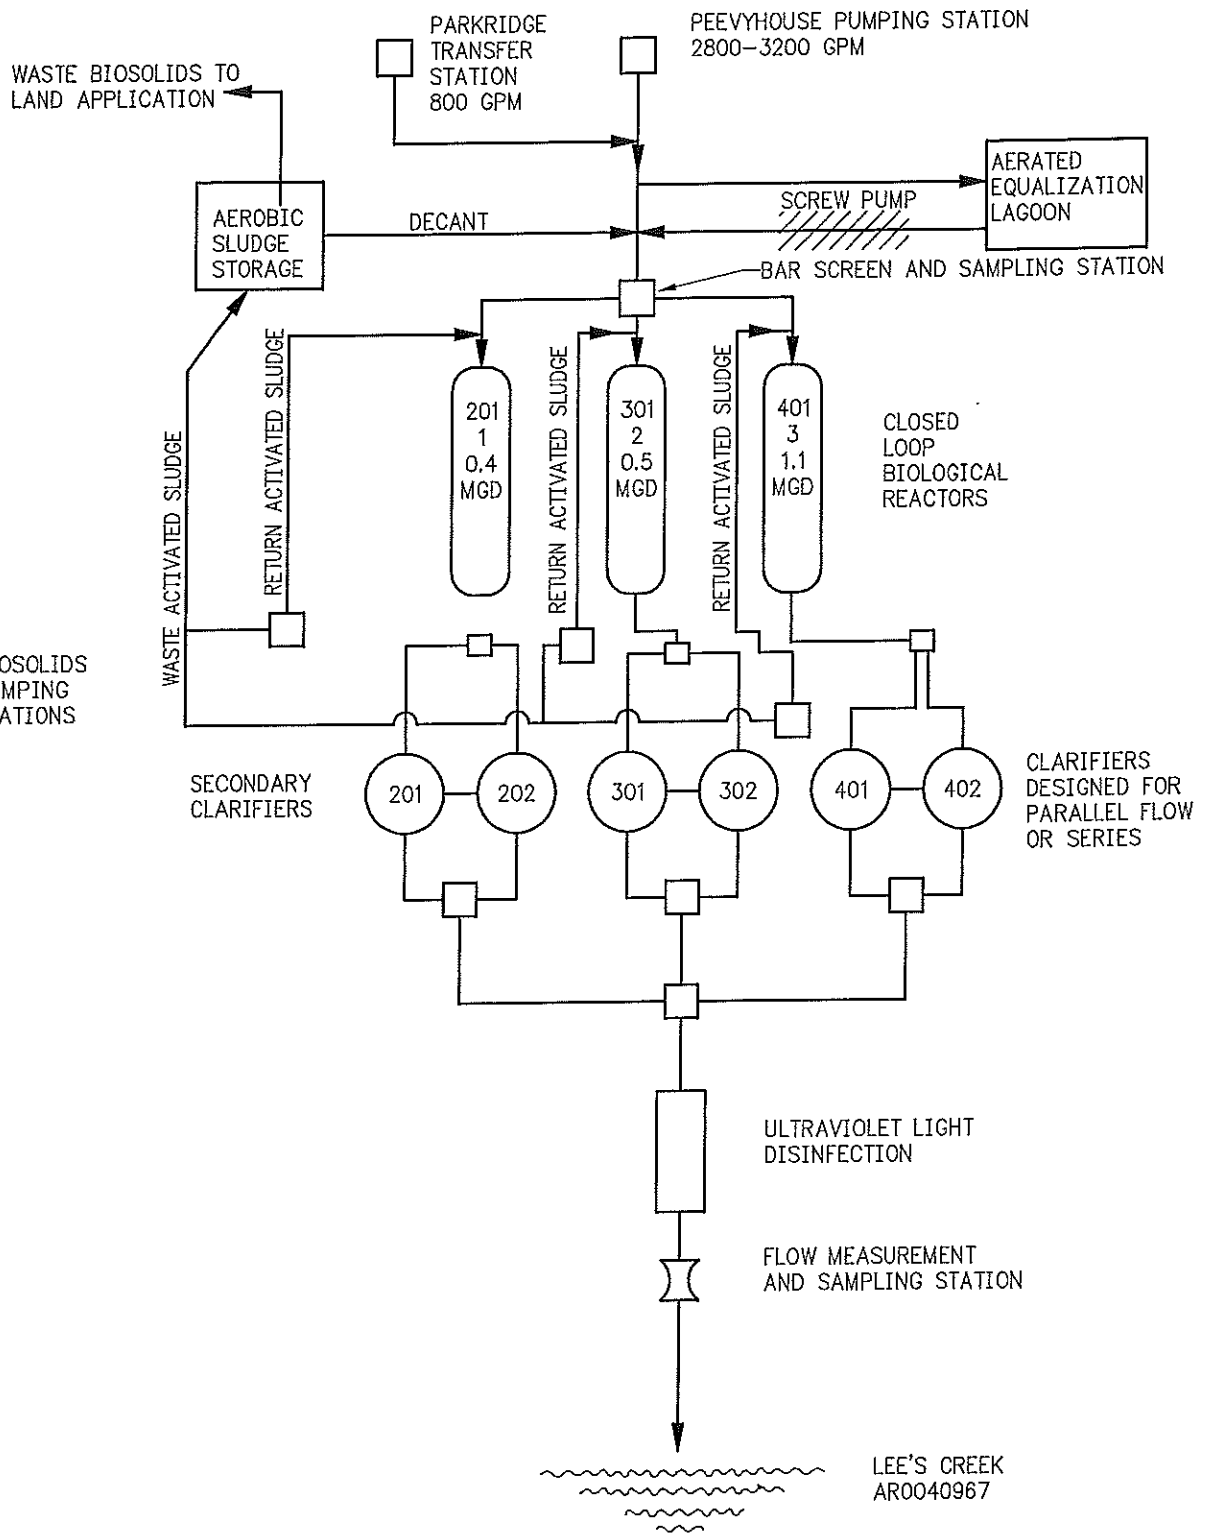 PARKRIDGE
TRANSFER
STATION
800 GPM
PEEVYHOUSE PUMPING STATION
2800-3200 GPM
WASTE BIOSOLIDS TO
LAND APPLICATION
AERATED
EQUALIZATION
LAGOON
SCREW PUMP
AEROBIC
SLUDGE
STORAGE
DECANT
BAR SCREEN AND SAMPLING STATION
WASTE ACTIVATED SLUDGE
RETURN ACTIVATED SLUDGE
RETURN ACTIVATED SLUDGE
RETURN ACTIVATED SLUDGE
201
1
0.4
MGD
301
2
0.5
MGD
401
3
1.1
MGD
CLOSED
LOOP
BIOLOGICAL
REACTORS
OSOLIDS
MPING
ATIONS
SECONDARY
CLARIFIERS
201
202
301
302
401
402
CLARIFIERS
DESIGNED FOR
PARALLEL FLOW
OR SERIES
ULTRAVIOLET LIGHT
DISINFECTION
FLOW MEASUREMENT
AND SAMPLING STATION
LEE'S CREEK
AR0040967